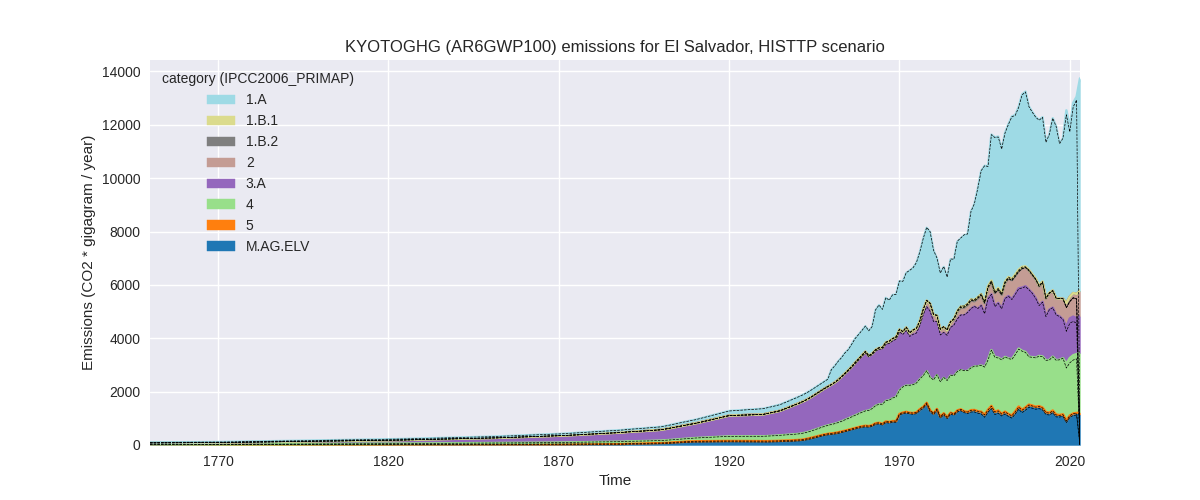 KYOTOGHG (AR6GWP100) emissions for El Salvador, HISTTP scenario
Emissions (CO2 * gigagram / year)
14000
12000
10000
8000
6000
4000
2000
0
category (IPCC2006_PRIMAP)
1.A
1.B.1
1.B.2
2
3.A
4
5
M.AG.ELV
1770
1820
1870
1920
1970
2020
Time